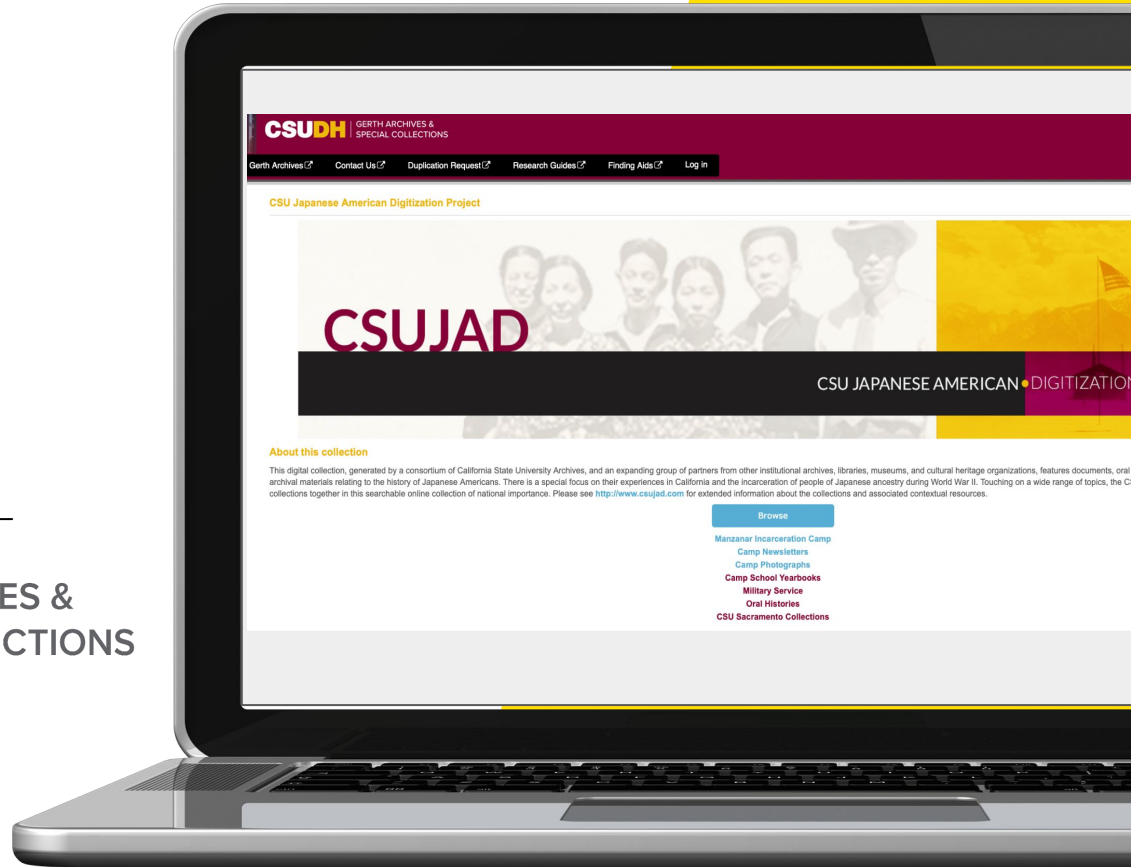 CSUDH GERTH ARCHIVES &
SPECIAL COLLECTIONS
Gerth Archives Contact Us Duplication Request Research Guides Finding Aids Log in
CSU Japanese American Digitization Project
CSUJAD
CSU JAPANESE AMERICAN • DIGITIZATION
About this collection
This digital collection, generated by a consortium of California State University Archives, and an expanding group of partners from other institutional archives, libraries, museums, and cultural heritage organizations, features documents, oral
archival materials relating to the history of Japanese Americans. There is a special focus on their experiences in California and the incarceration of people of Japanese ancestry during World War II. Touching on a wide range of topics, the C
collections together in this searchable online collection of national importance. Please see http://www.csujad.com for extended information about the collections and associated contextual resources.
Browse
Manzanar Incarceration Camp
Camp Newsletters
Camp Photographs
Camp School Yearbooks
Military Service
Oral Histories
CSU Sacramento Collections
ES &
CTIONS